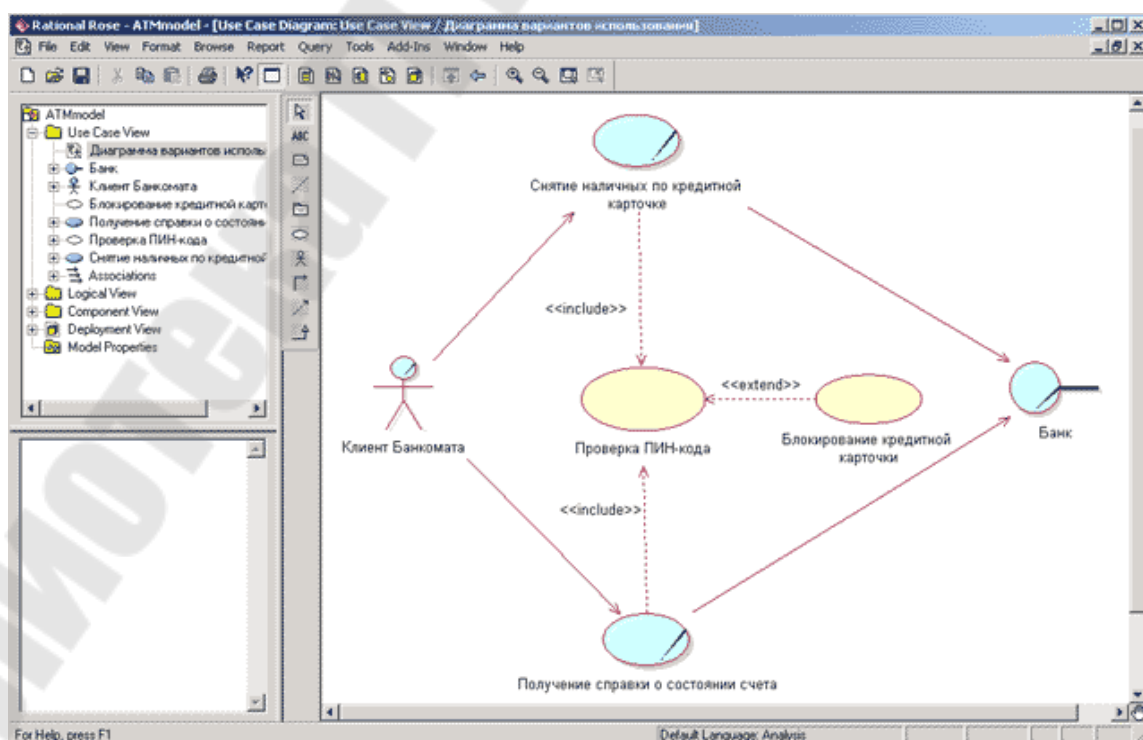 Rational Rose - ATMmodel - [Use Case Diagram: Use Case View / Диаграмма вариантов использования]
File Edit View Format Browse Report Query Tools Add-Ins Window Help
ATMmodel
Use Case View
Диаграмма вариантов исполь
Банк
Клиент Банкомата
Блокирование кредитной карт
Получение справки о состоян
Проверка ПИН-кода
Снятие наличных по кредитной
Associations
Logical View
Component View
Deployment View
Model Properties
ABC
Снятие наличных по кредитной
карточке
<<include>>
<<extend>>
Клиент Банкомата
Проверка ПИН-кода
Блокирование кредитной
карточки
Банк
<<include>>
Получение справки о состоянии счета
For Help, press F1
Default Language: Analysis